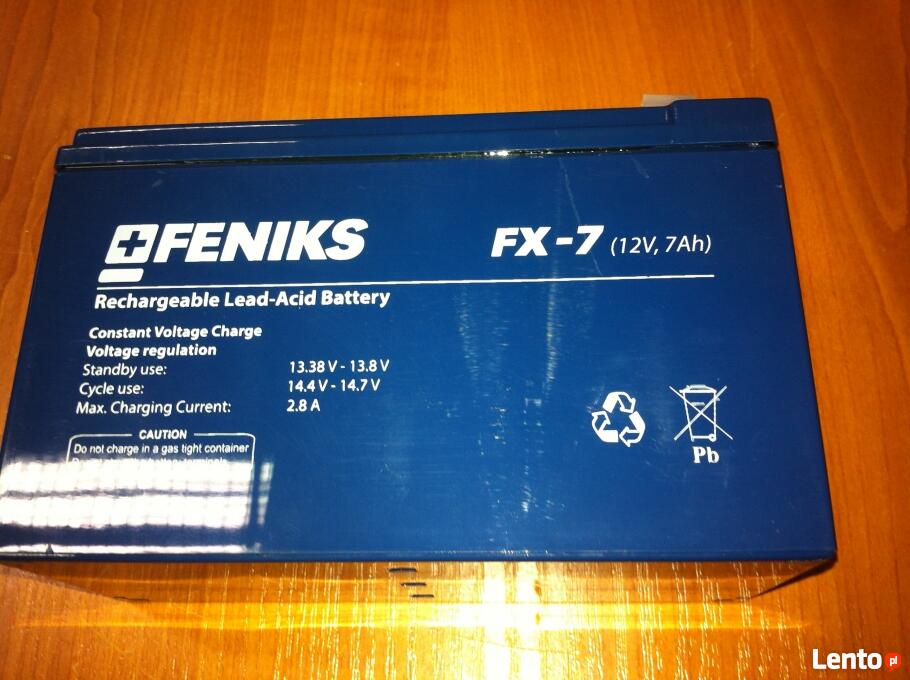 FENIKS
FX-7 (12V, 7Ah)
Rechargeable Lead-Acid Battery
Constant Voltage Charge
Voltage regulation
Standby use: 13.38 V - 13.8 V
Cycle use: 14.4 V - 14.7 V
Max. Charging Current: 2.8 A
CAUTION
Do not charge in a gas tight container
Pb
Lento pl